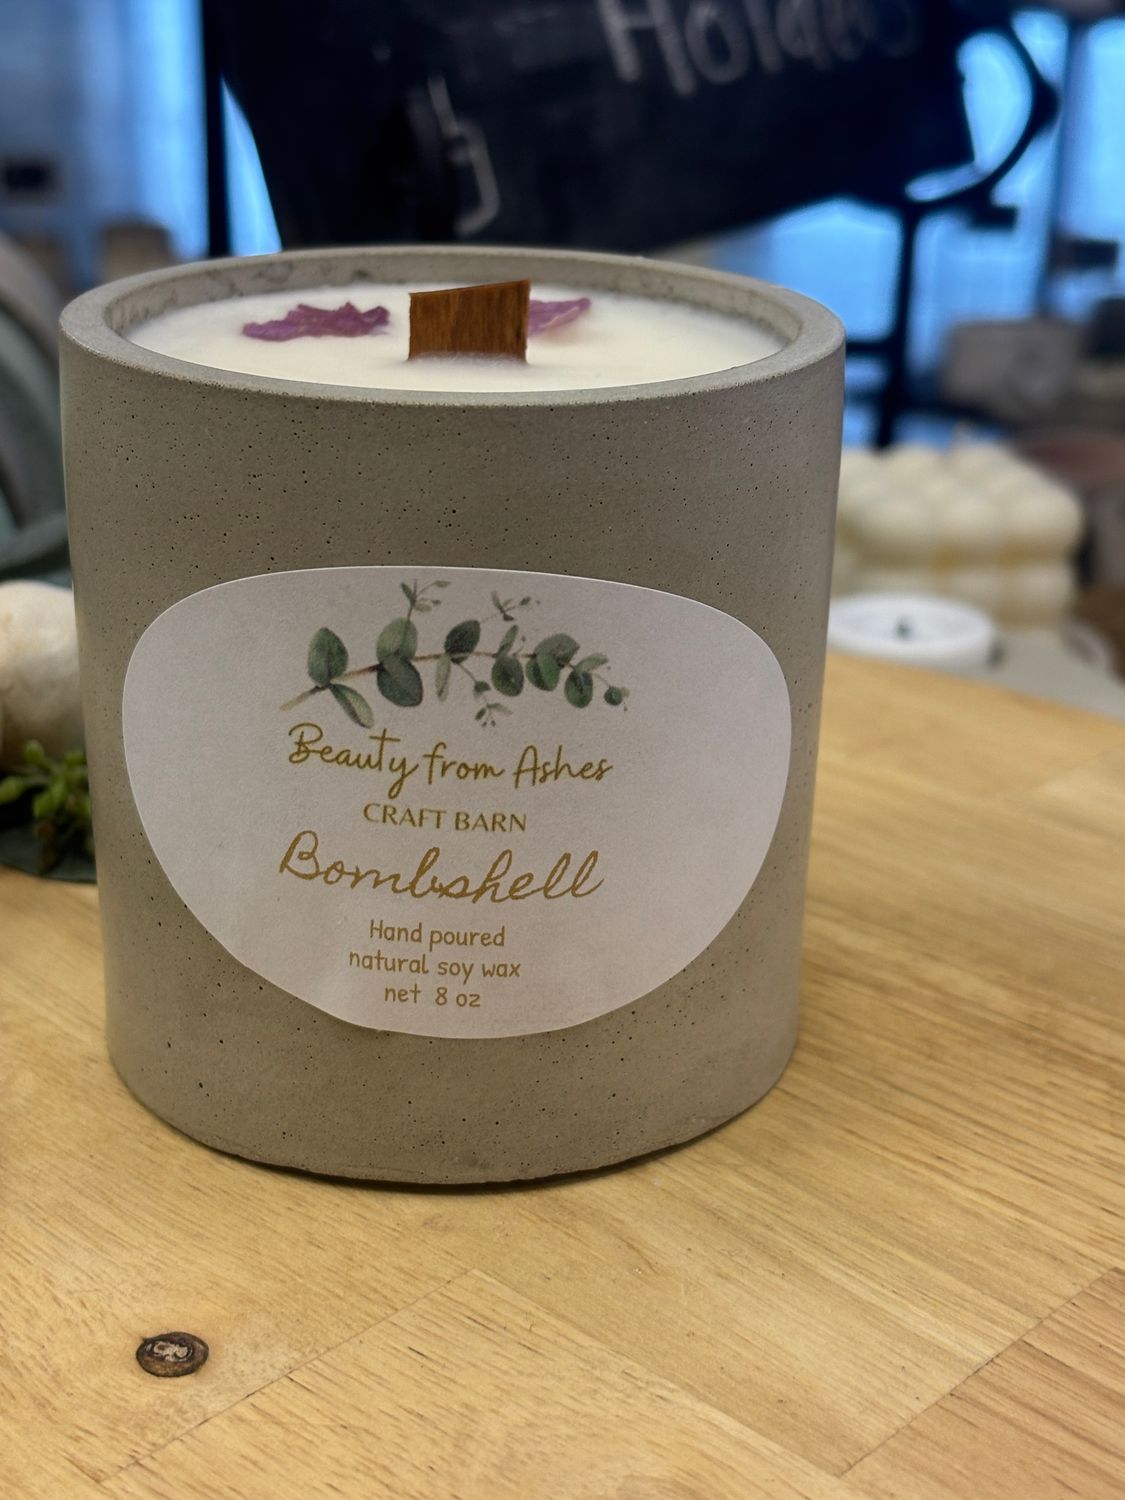 Beauty from Ashes
CRAFT BARN
Bombshell
Hand poured
natural soy wax
net 8 oz